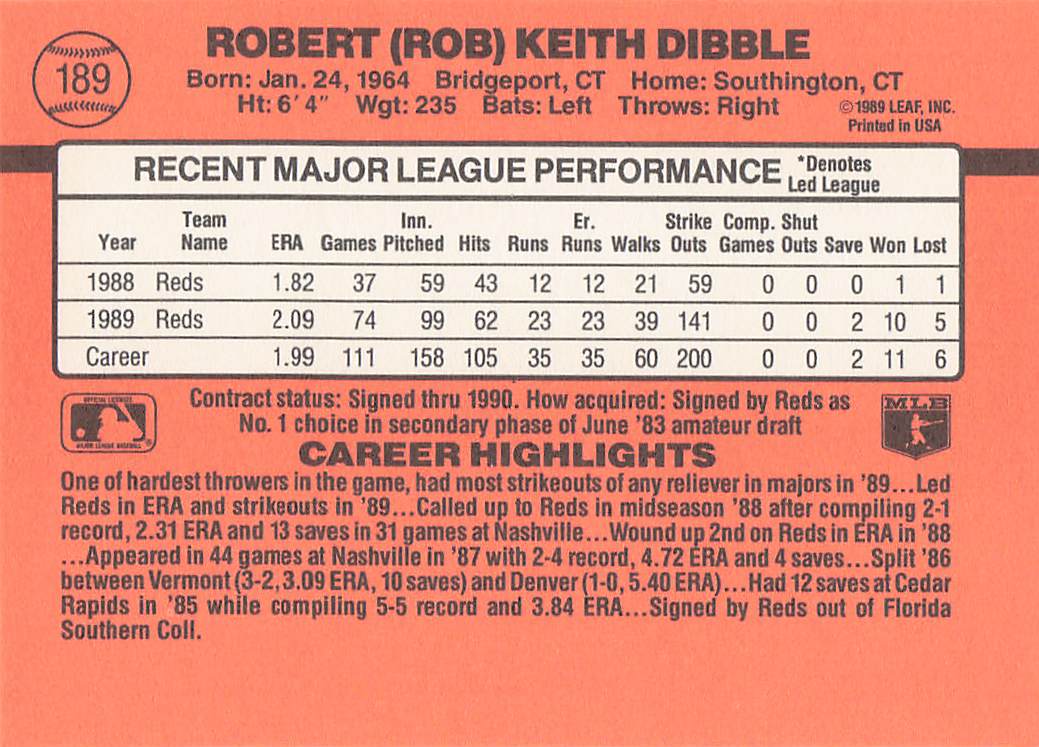 189
ROBERT (ROB) KEITH DIBBLE
Born: Jan. 24, 1964 Bridgeport, CT Home: Southington, CT
Ht: 6' 4" Wgt: 235 Bats: Left Throws: Right
©1989 LEAF, INC.
Printed in USA
RECENT MAJOR LEAGUE PERFORMANCE *Denotes Led League
Year Team Name ERA Games Inn. Pitched Hits Runs Er. Runs Walks Strike Outs Comp. Games Shut Outs Save Won Lost
1988 Reds 1.82 37 59 43 12 12 21 59 0 0 0 1 1
1989 Reds 2.09 74 99 62 23 23 39 141 0 0 2 10 5
Career 1.99 111 158 105 35 35 60 200 0 0 2 11 6
Contract status: Signed thru 1990. How acquired: Signed by Reds as
No. 1 choice in secondary phase of June '83 amateur draft
OFFICIAL LICENSEE
MAJOR LEAGUE BASEBALL
®
MLB
CAREER HIGHLIGHTS
One of hardest throwers in the game, had most strikeouts of any reliever in majors in '89...Led
Reds in ERA and strikeouts in '89...Called up to Reds in midseason '88 after compiling 2-1
record, 2.31 ERA and 13 saves in 31 games at Nashville...Wound up 2nd on Reds in ERA in '88
...Appeared in 44 games at Nashville in '87 with 2-4 record, 4.72 ERA and 4 saves...Split '86
between Vermont (3-2, 3.09 ERA, 10 saves) and Denver (1-0, 5.40 ERA)...Had 12 saves at Cedar
Rapids in '85 while compiling 5-5 record and 3.84 ERA...Signed by Reds out of Florida
Southern Coll.